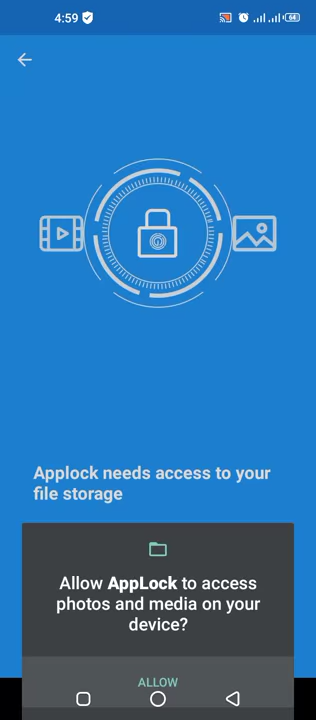 4:59
68
Applock needs access to your
file storage
Allow AppLock to access
photos and media on your
device?
ALLOW